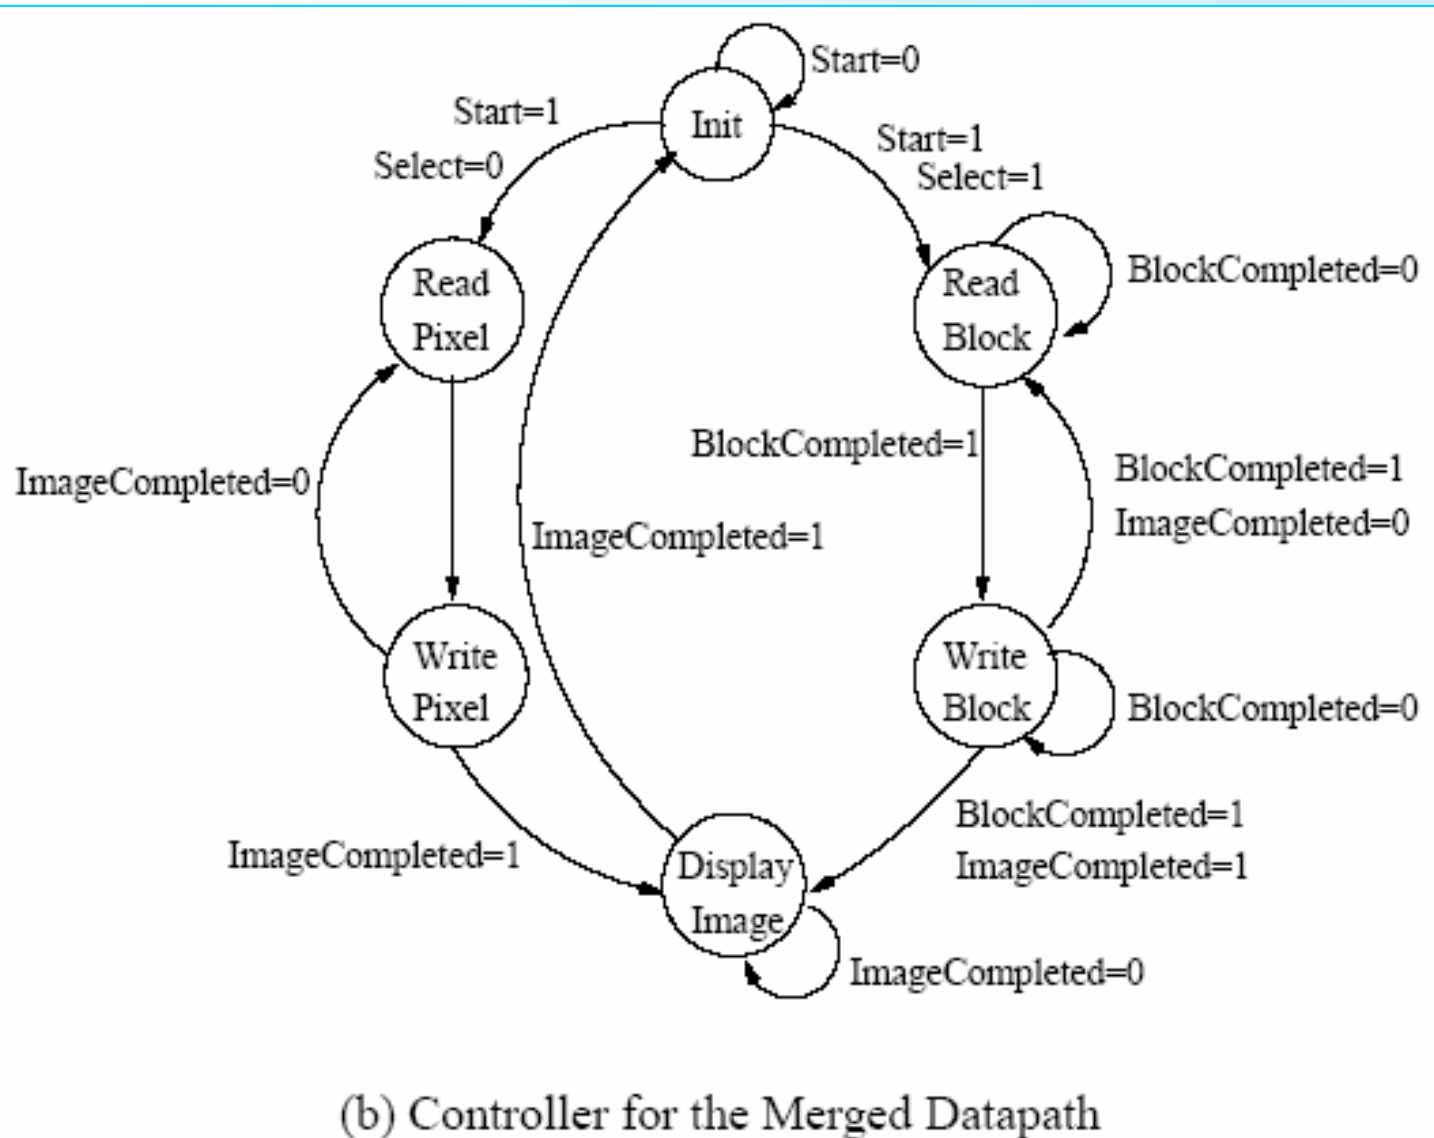 Start=0
Start=1
Init
Start=1
Select=0
Select=1
Read
Pixel
Read
Block
BlockCompleted=0
BlockCompleted=1
BlockCompleted=1
ImageCompleted=0
ImageCompleted=0
ImageCompleted=1
Write
Pixel
Write
Block
BlockCompleted=0
BlockCompleted=1
ImageCompleted=1
ImageCompleted=1
Display
Image
ImageCompleted=0
(b) Controller for the Merged Datapath